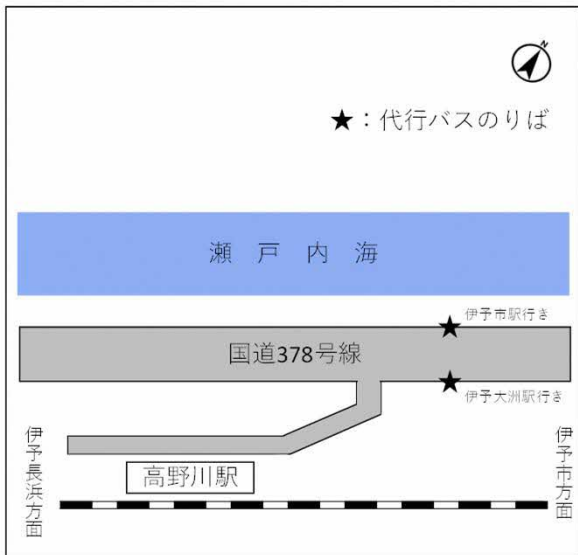 N
★：代行バスのりば
瀬戸内海
伊予市駅行き
国道378号線
伊予大洲駅行き
伊予長浜方面
高野川駅
伊予市方面